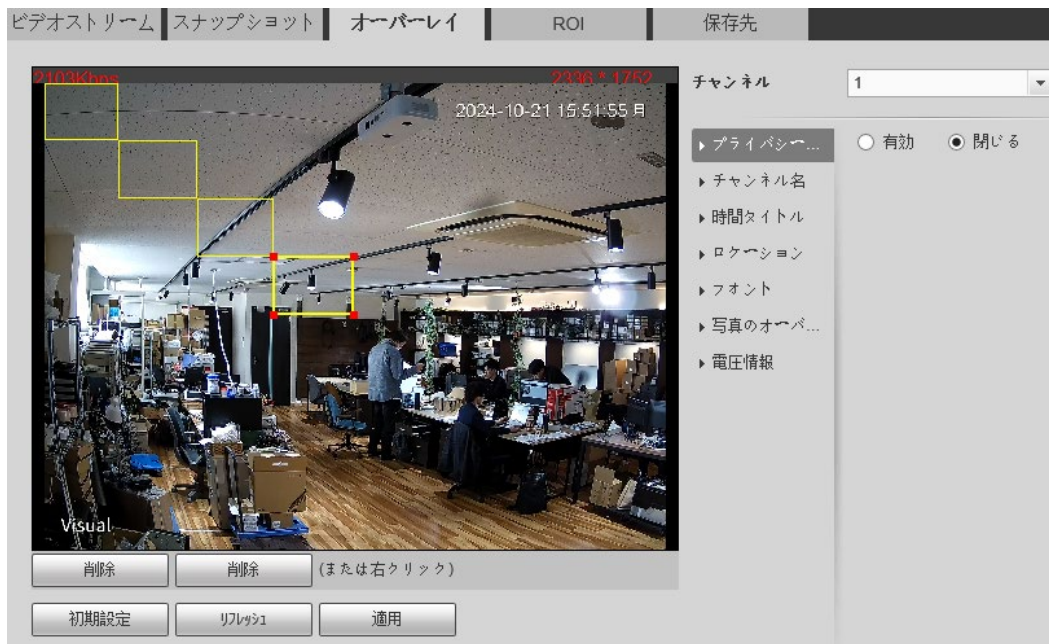 ビデオストリーム スナップショット オーバーレイ ROI 保存先
2103Kbps 2336 * 1752
2024-10-21 15:51:55 月
Visual
チャンネル 1
プライバシー... 有効 閉じる
チャンネル名
時間タイトル
ロケーション
フォント
写真のオーバ...
電圧情報
削除 削除 (または右クリック)
初期設定 リフレッシュ 適用